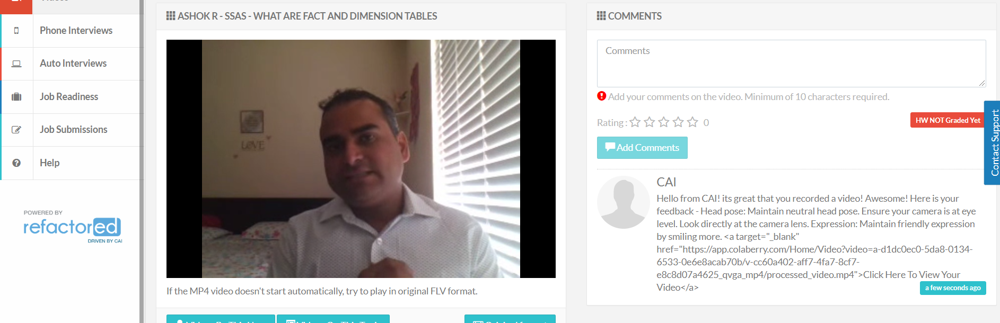 Phone Interviews
Auto Interviews
Job Readiness
Job Submissions
Help
POWERED BY
refactored
DRIVEN BY CAI
ASHOK R - SSAS - WHAT ARE FACT AND DIMENSION TABLES
LOVE
If the MP4 video doesn't start automatically, try to play in original FLV format.
COMMENTS
Comments
Add your comments on the video. Minimum of 10 characters required.
Rating : 0
HW NOT Graded Yet
Add Comments
Contact Support
CAI
Hello from CAI! its great that you recorded a video! Awesome! Here is your
feedback - Head pose: Maintain neutral head pose. Ensure your camera is at eye
level. Look directly at the camera lens. Expression: Maintain friendly expression
by smiling more. <a target="_blank"
href="https://app.colaberry.com/Home/Video?video=a-d1dc0ec0-5da8-0134-
6533-0e6e8acab70b/v-cc60a402-aff7-4fa7-8cf7-
e8c8d07a4625_qvga_mp4/processed_video.mp4">Click Here To View Your
Video</a>
a few seconds ago